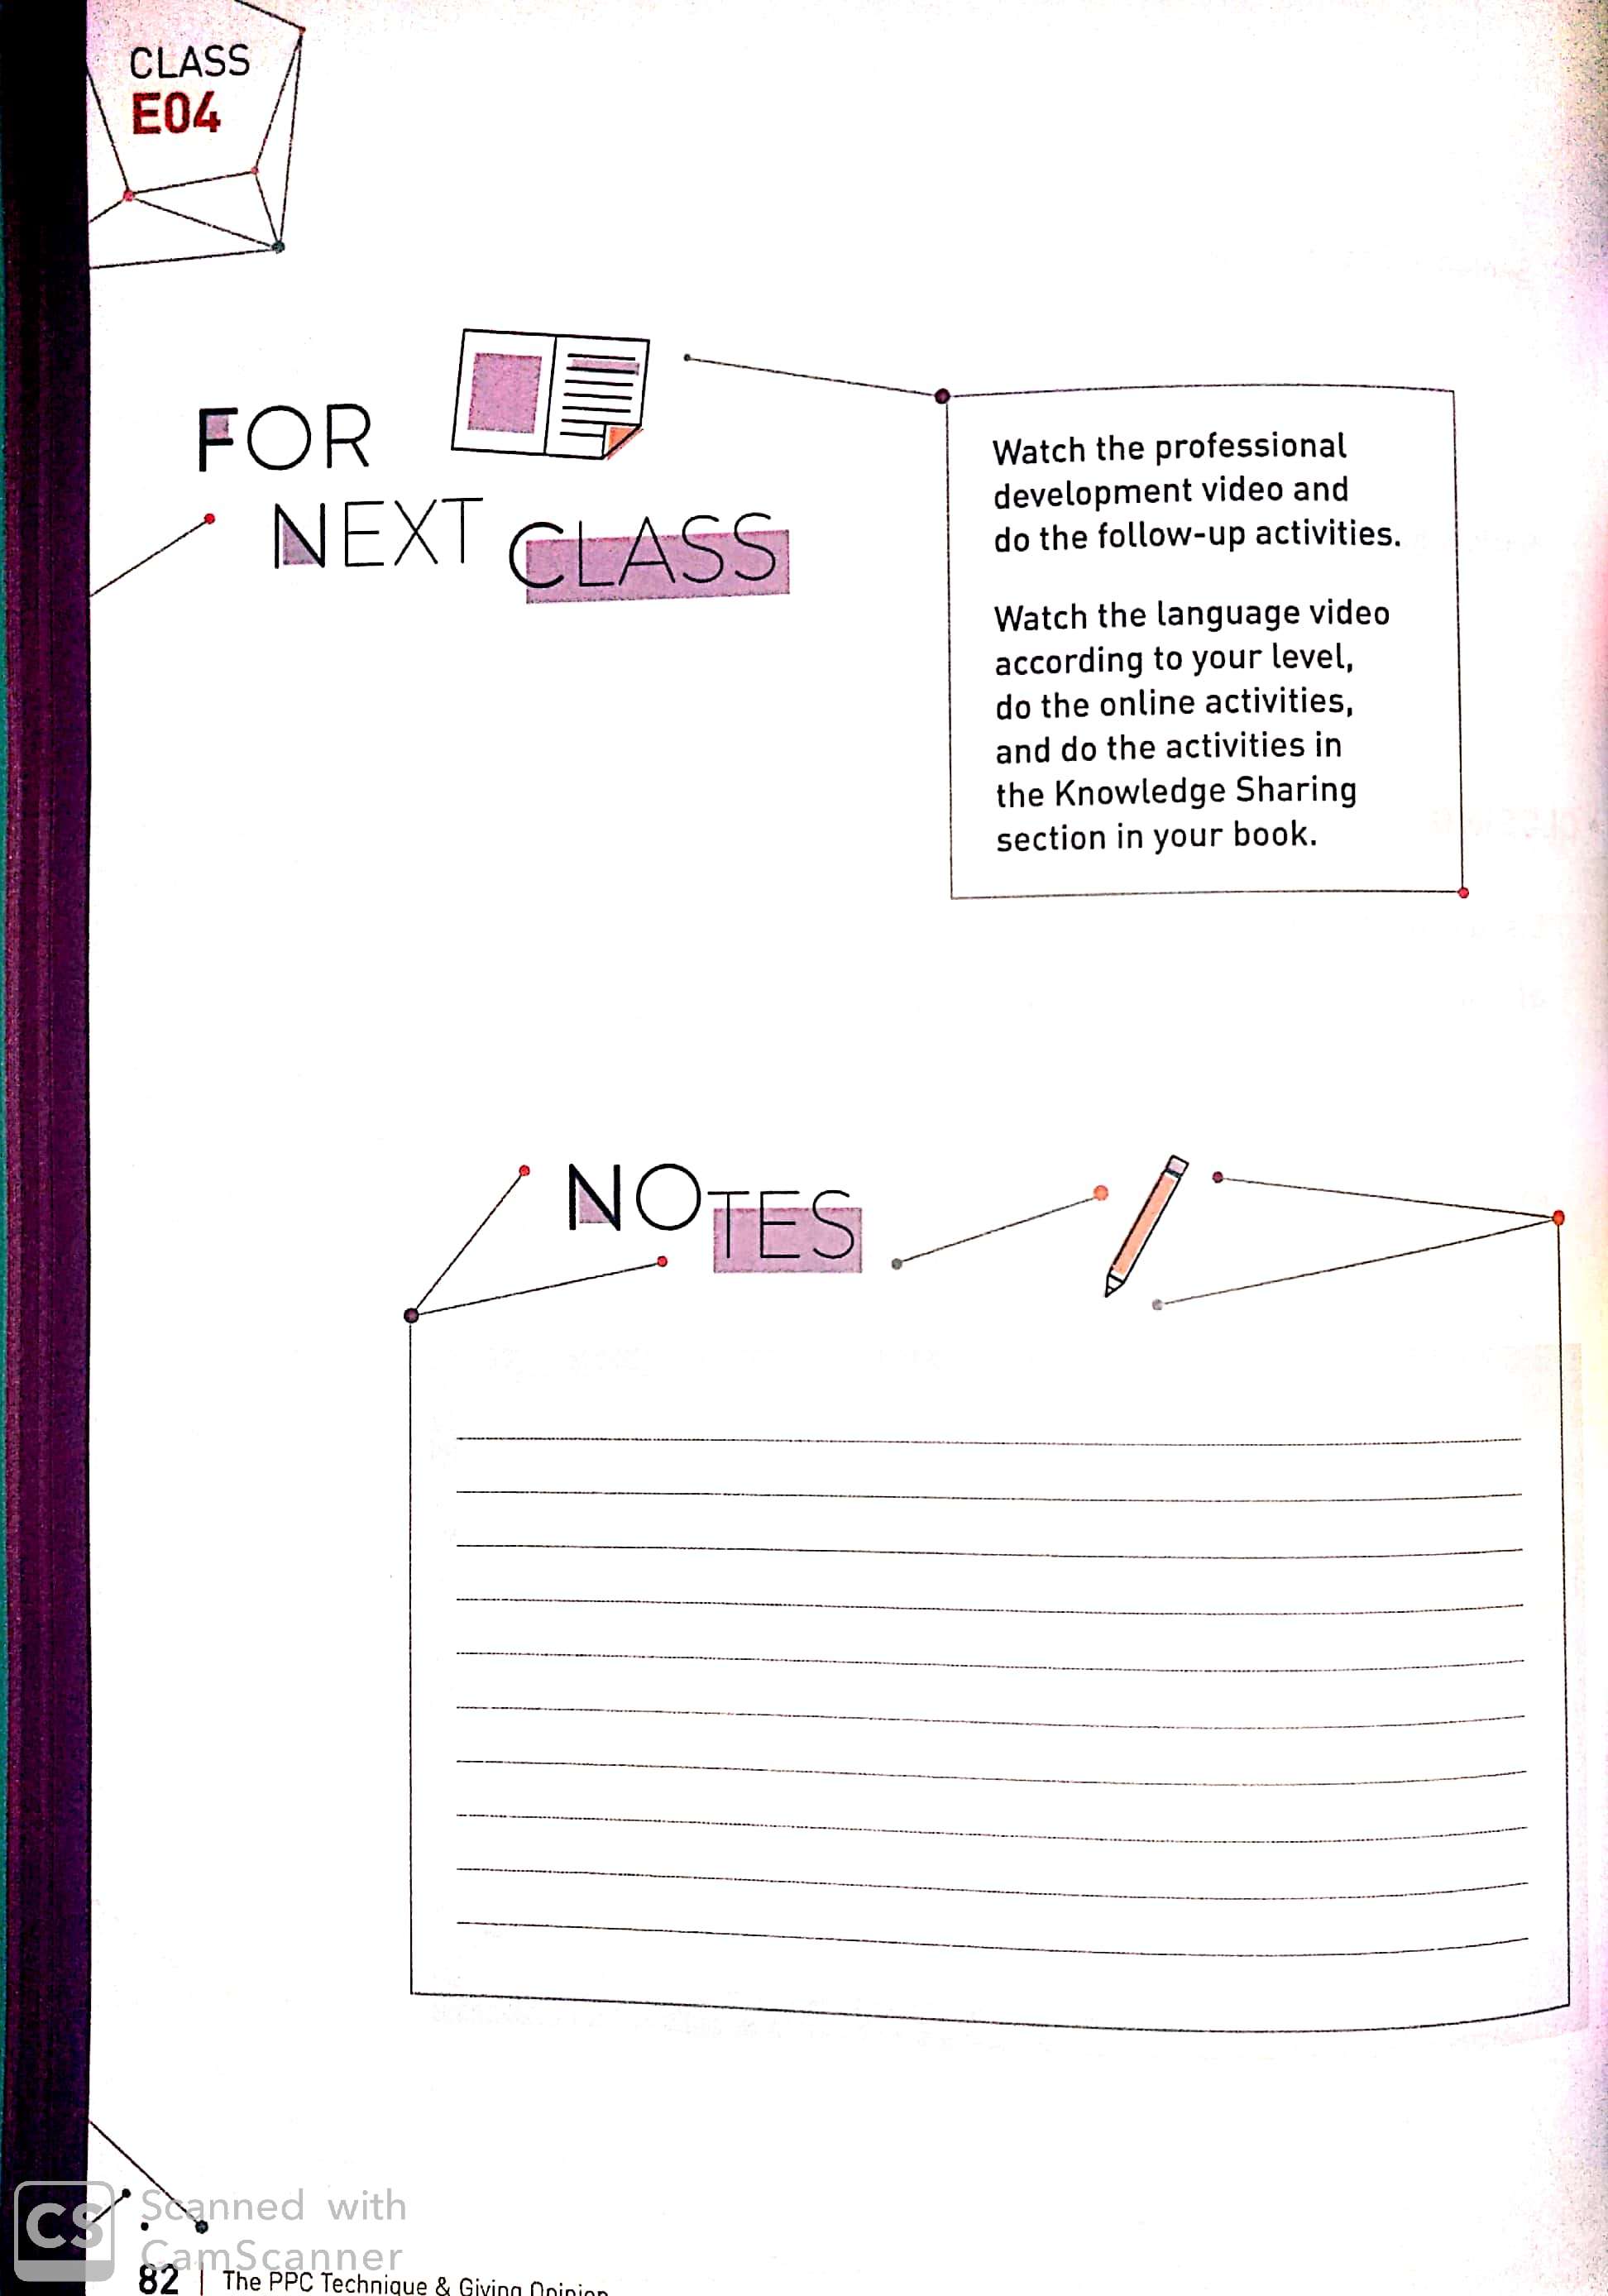 CLASS
E04
FOR
NEXT CLASS
Watch the professional
development video and
do the follow-up activities.
Watch the language video
according to your level,
do the online activities,
and do the activities in
the Knowledge Sharing
section in your book.
NOTES
CS
Scanned with
CamScanner
82 | The PPC Technique & Giving Opinion